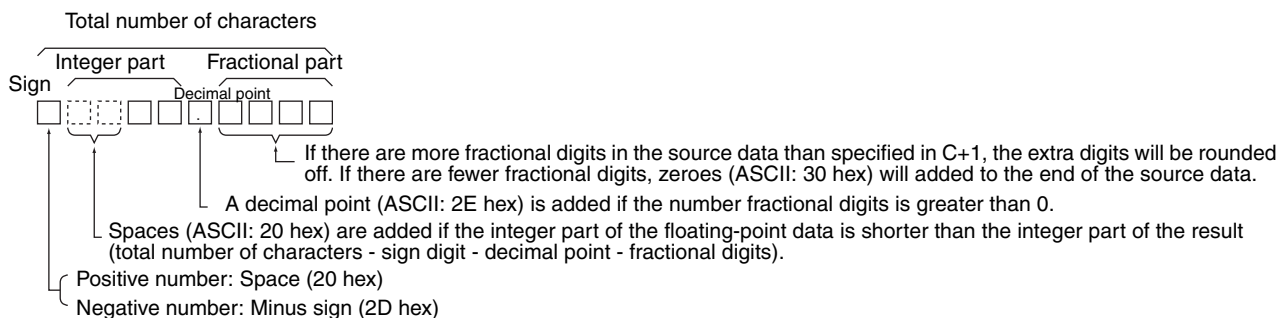 Total number of characters
Integer part Fractional part
Sign
Decimal point
.
If there are more fractional digits in the source data than specified in C+1, the extra digits will be rounded
off. If there are fewer fractional digits, zeroes (ASCII: 30 hex) will added to the end of the source data.
A decimal point (ASCII: 2E hex) is added if the number fractional digits is greater than 0.
Spaces (ASCII: 20 hex) are added if the integer part of the floating-point data is shorter than the integer part of the result
(total number of characters - sign digit - decimal point - fractional digits).
Positive number: Space (20 hex)
Negative number: Minus sign (2D hex)